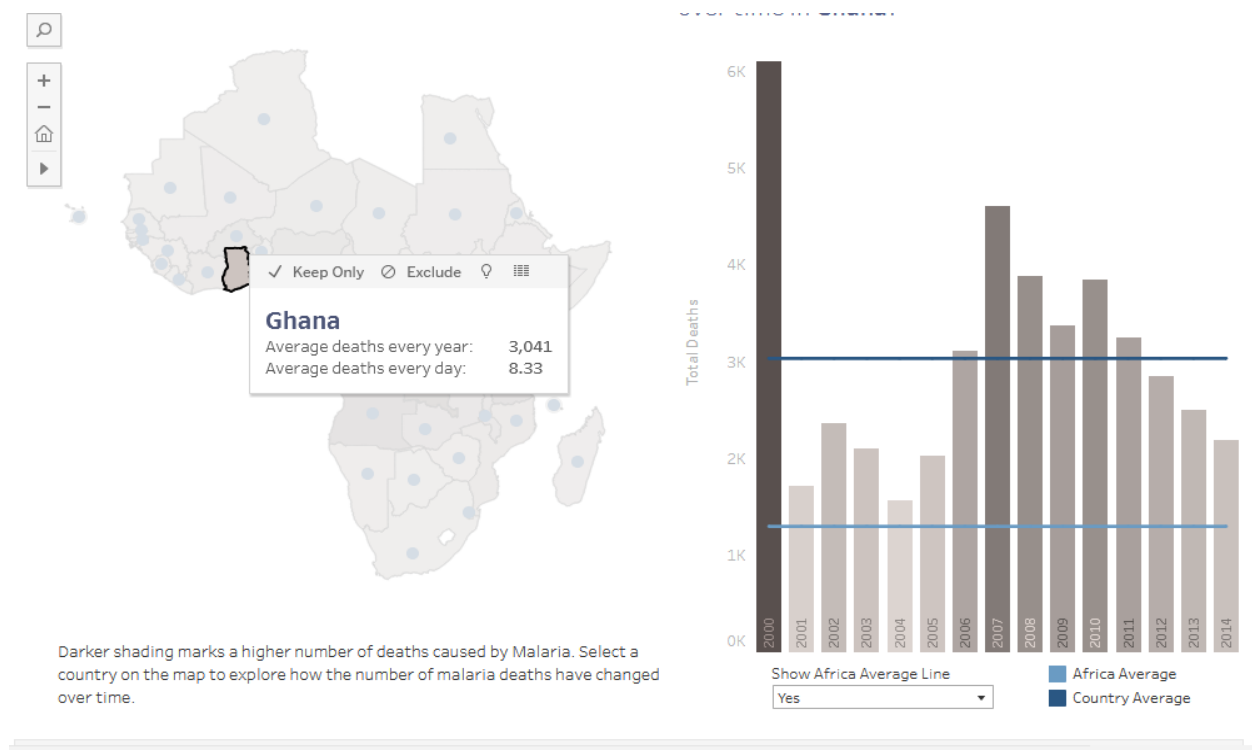 over time in Ghana?
Keep Only Exclude
Ghana
Average deaths every year: 3,041
Average deaths every day: 8.33
Darker shading marks a higher number of deaths caused by Malaria. Select a
country on the map to explore how the number of malaria deaths have changed
over time.
6K
5K
4K
3K
2K
1K
0K
Total Deaths
2000
2001
2002
2003
2004
2005
2006
2007
2008
2009
2010
2011
2012
2013
2014
Show Africa Average Line
Yes
Africa Average
Country Average